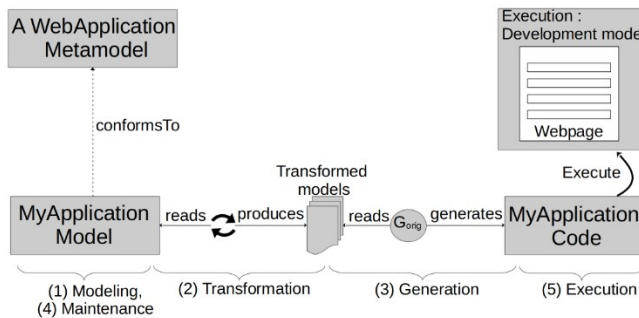 A WebApplication
Metamodel
Execution :
Development mode
Webpage
conformsTo
Execute
Transformed
models
MyApplication
Model
reads
produces
reads
Gorig
generates
MyApplication
Code
(1) Modeling,
(4) Maintenance
(2) Transformation
(3) Generation
(5) Execution